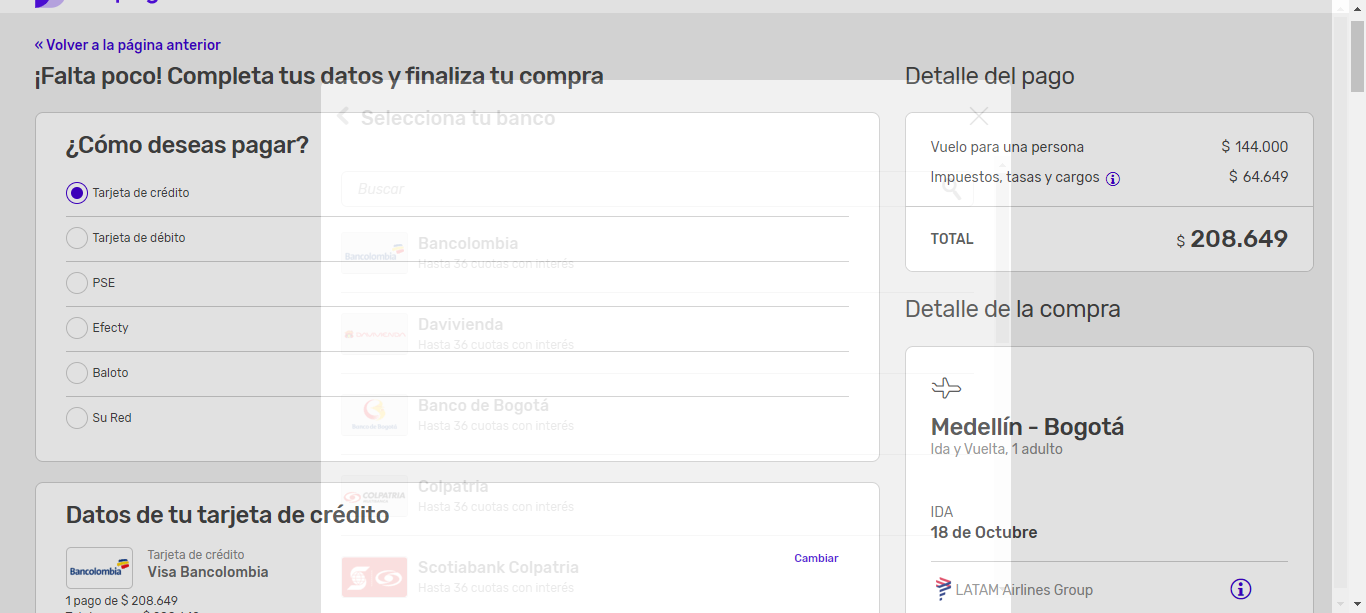 « Volver a la página anterior
¡Falta poco! Completa tus datos y finaliza tu compra
¿Cómo deseas pagar?
Tarjeta de crédito
Tarjeta de débito
PSE
Efecty
Baloto
Su Red
Datos de tu tarjeta de crédito
Bancolombia
Tarjeta de crédito
Visa Bancolombia
Cambiar
1 pago de $ 208.649
Selecciona tu banco
Buscar
Bancolombia
Bancolombia
Hasta 36 cuotas con interés
DAVIVIENDA
Davivienda
Hasta 36 cuotas con interés
Banco de Bogotá
Banco de Bogotá
Hasta 36 cuotas con interés
COLPATRIA
Colpatria
Hasta 36 cuotas con interés
Scotiabank Colpatria
Hasta 36 cuotas con interés
Detalle del pago
Vuelo para una persona $ 144.000
Impuestos, tasas y cargos $ 64.649
TOTAL $ 208.649
Detalle de la compra
Medellín - Bogotá
Ida y Vuelta, 1 adulto
IDA
18 de Octubre
LATAM Airlines Group